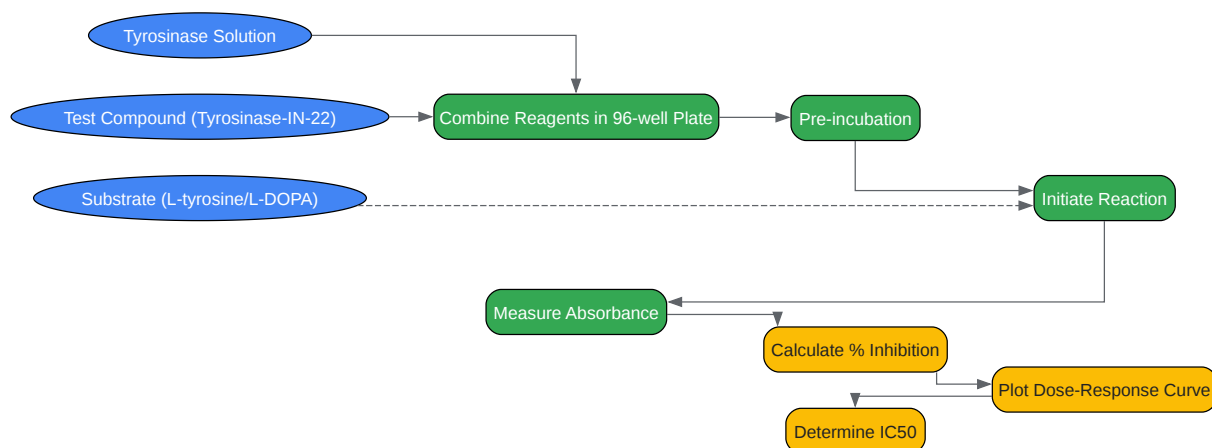 Tyrosinase Solution
Test Compound (Tyrosinase-IN-22)
Combine Reagents in 96-well Plate
Pre-incubation
Substrate (L-tyrosine/L-DOPA)
Initiate Reaction
Measure Absorbance
Calculate % Inhibition
Plot Dose-Response Curve
Determine IC50